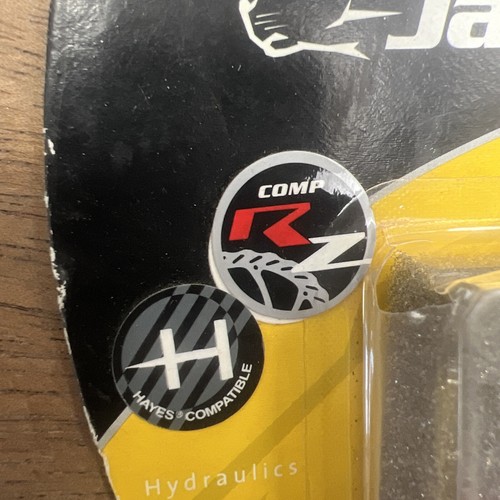 Ja
COMP
RZ
H
HAYES® COMPATIBLE
Hydraulics